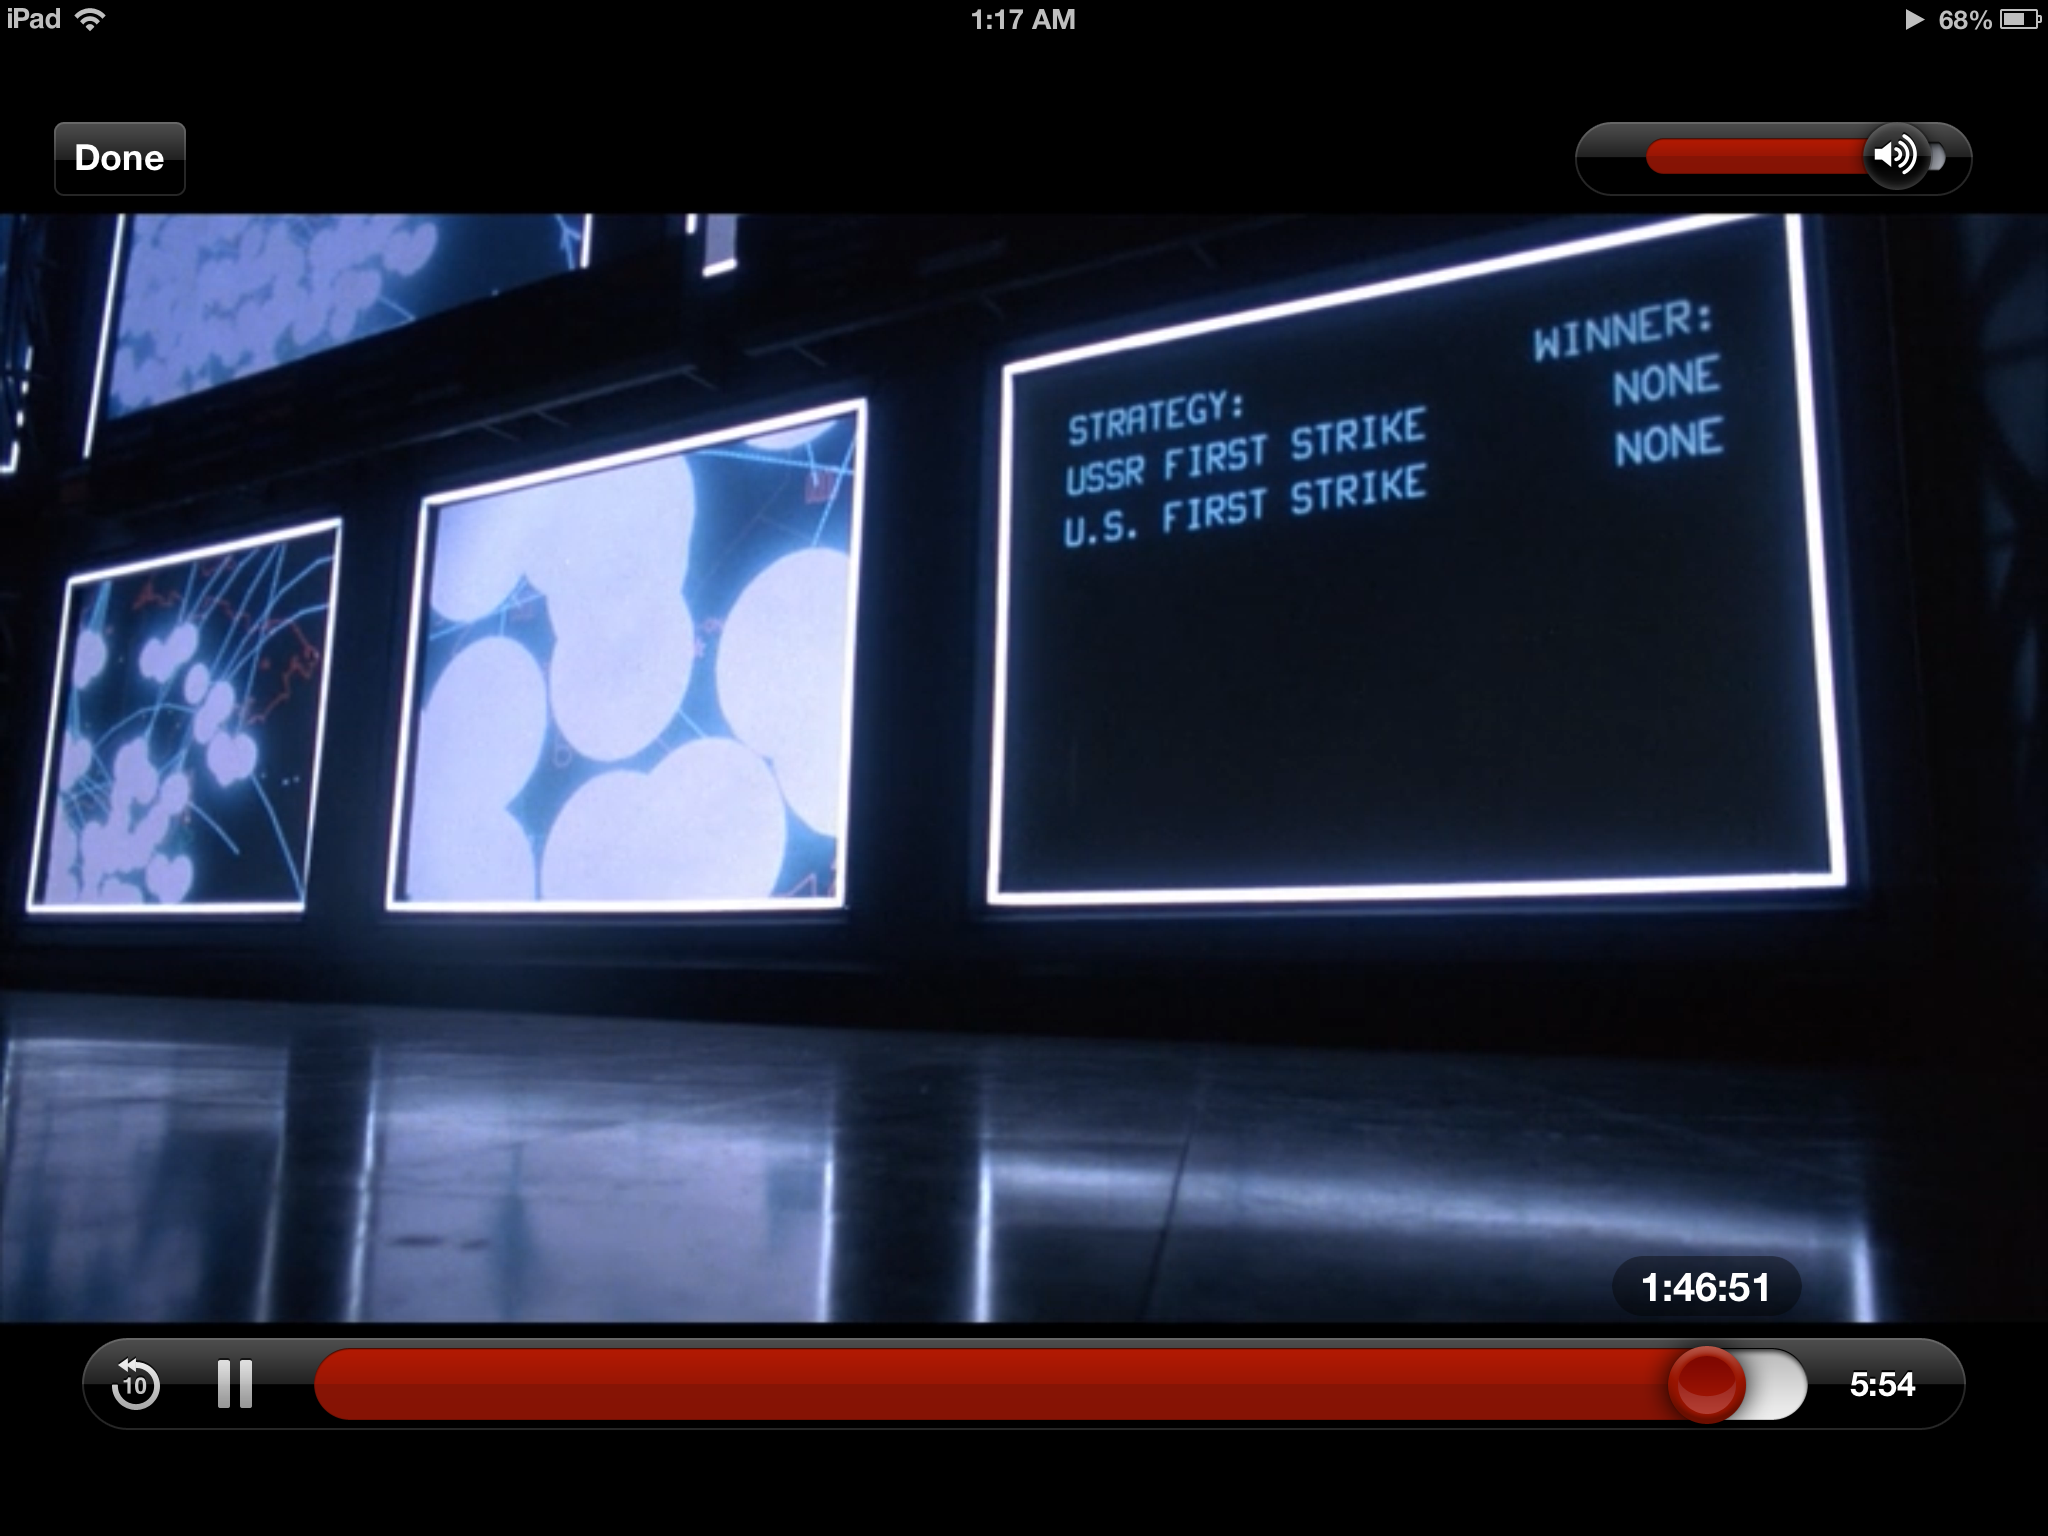 iPad
1:17 AM
68%
Done
WINNER:
STRATEGY:
NONE
USSR FIRST STRIKE
NONE
U.S. FIRST STRIKE
1:46:51
10
5:54